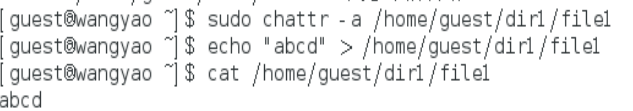 [guest@wangyao ~]$ sudo chattr -a /home/guest/dir1/file1
[guest@wangyao ~]$ echo "abcd" > /home/guest/dir1/file1
[guest@wangyao ~]$ cat /home/guest/dir1/file1
abcd